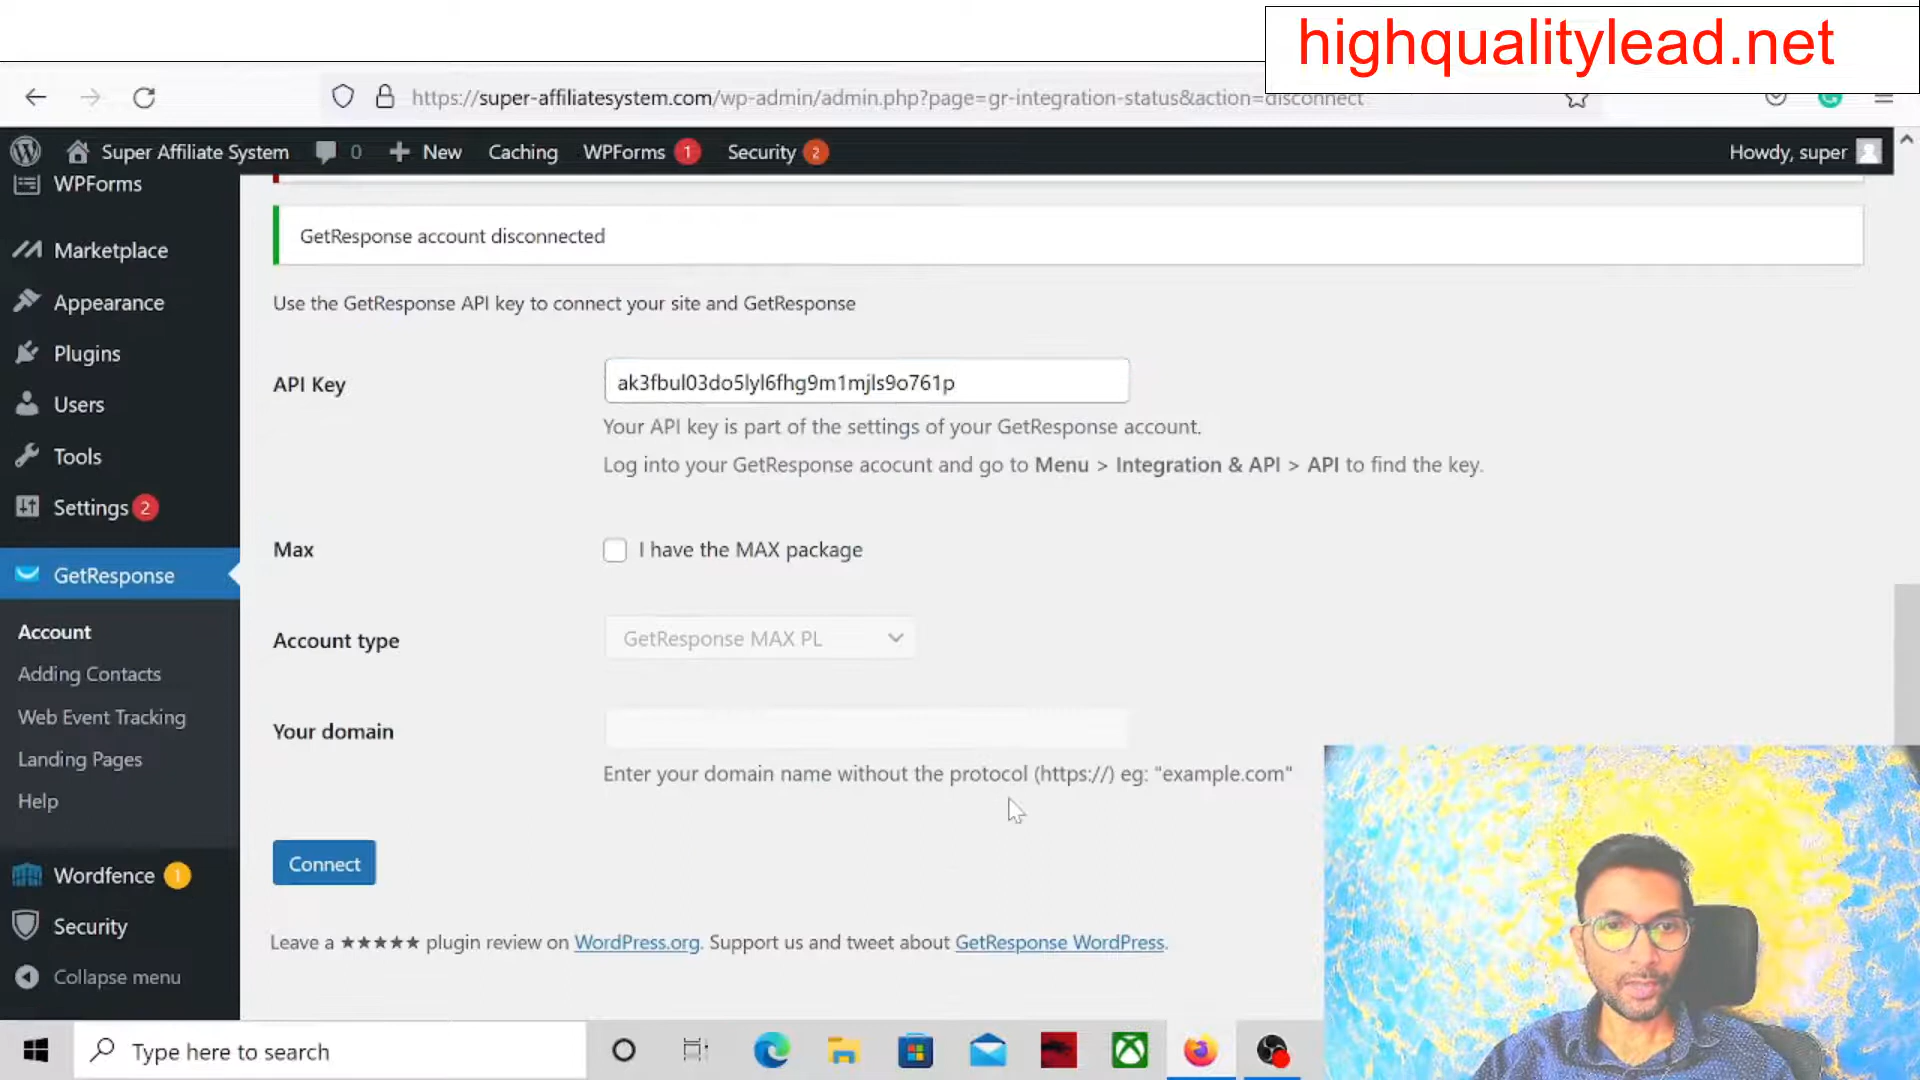 highqualitylead.net
https://super-affiliatesystem.com/wp-admin/admin.php?page=gr-integration-status&action=disconnect
Super Affiliate System
0
New
Caching
WPForms 1
Security 2
Howdy, super
WPForms
Marketplace
Appearance
Plugins
Users
Tools
Settings 2
GetResponse
Account
Adding Contacts
Web Event Tracking
Landing Pages
Help
Wordfence 1
Security
Collapse menu
GetResponse account disconnected
Use the GetResponse API key to connect your site and GetResponse
API Key
ak3fbul03do5lyl6fhg9m1mjls9o761p
Your API key is part of the settings of your GetResponse account.
Log into your GetResponse acocunt and go to Menu > Integration & API > API to find the key.
Max
I have the MAX package
Account type
GetResponse MAX PL
Your domain
Enter your domain name without the protocol (https://) eg: "example.com"
Connect
Leave a ★★★★★ plugin review on WordPress.org. Support us and tweet about GetResponse WordPress.
Type here to search